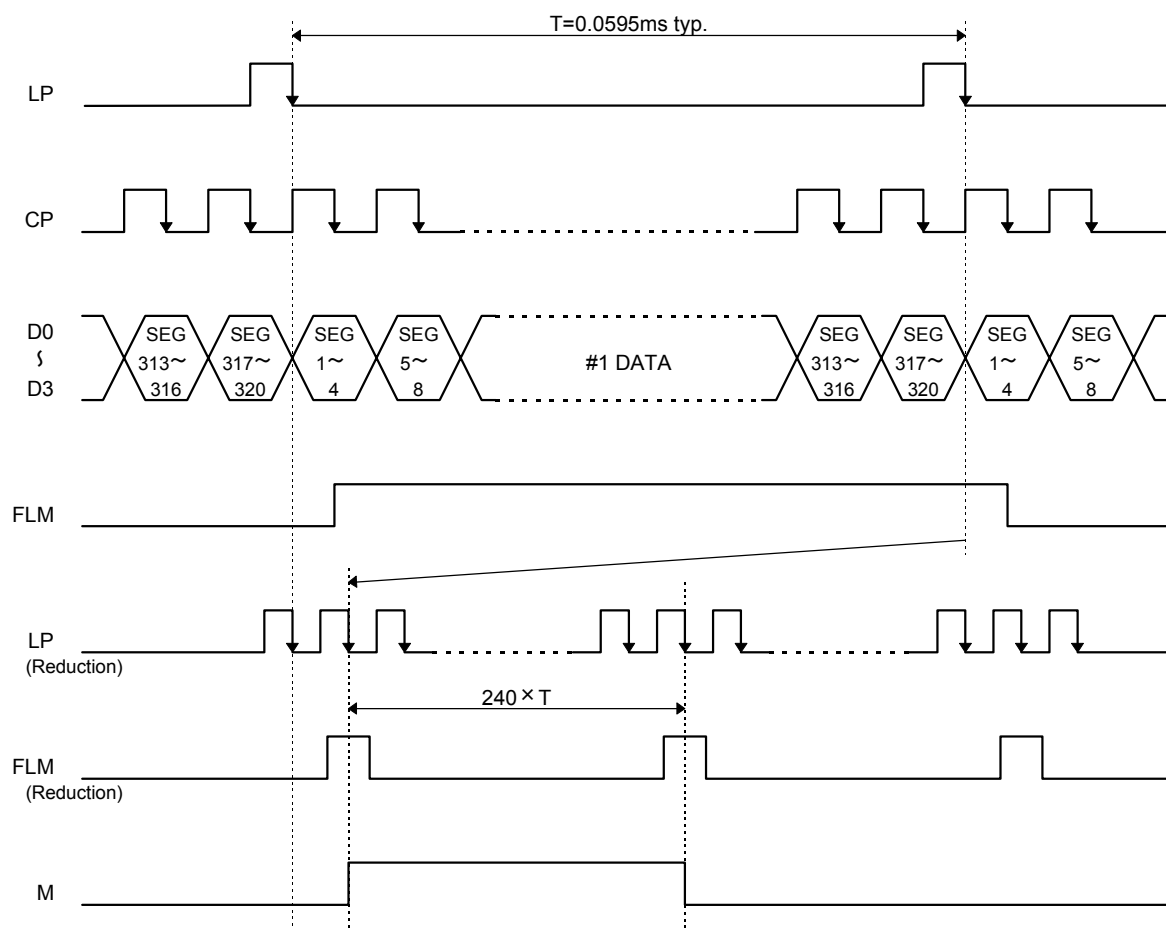 T=0.0595ms typ.
LP
CP
D0
∼
D3
SEG
313~
316
SEG
317~
320
SEG
1~
4
SEG
5~
8
#1 DATA
SEG
313~
316
SEG
317~
320
SEG
1~
4
SEG
5~
8
FLM
LP
(Reduction)
240×T
FLM
(Reduction)
M